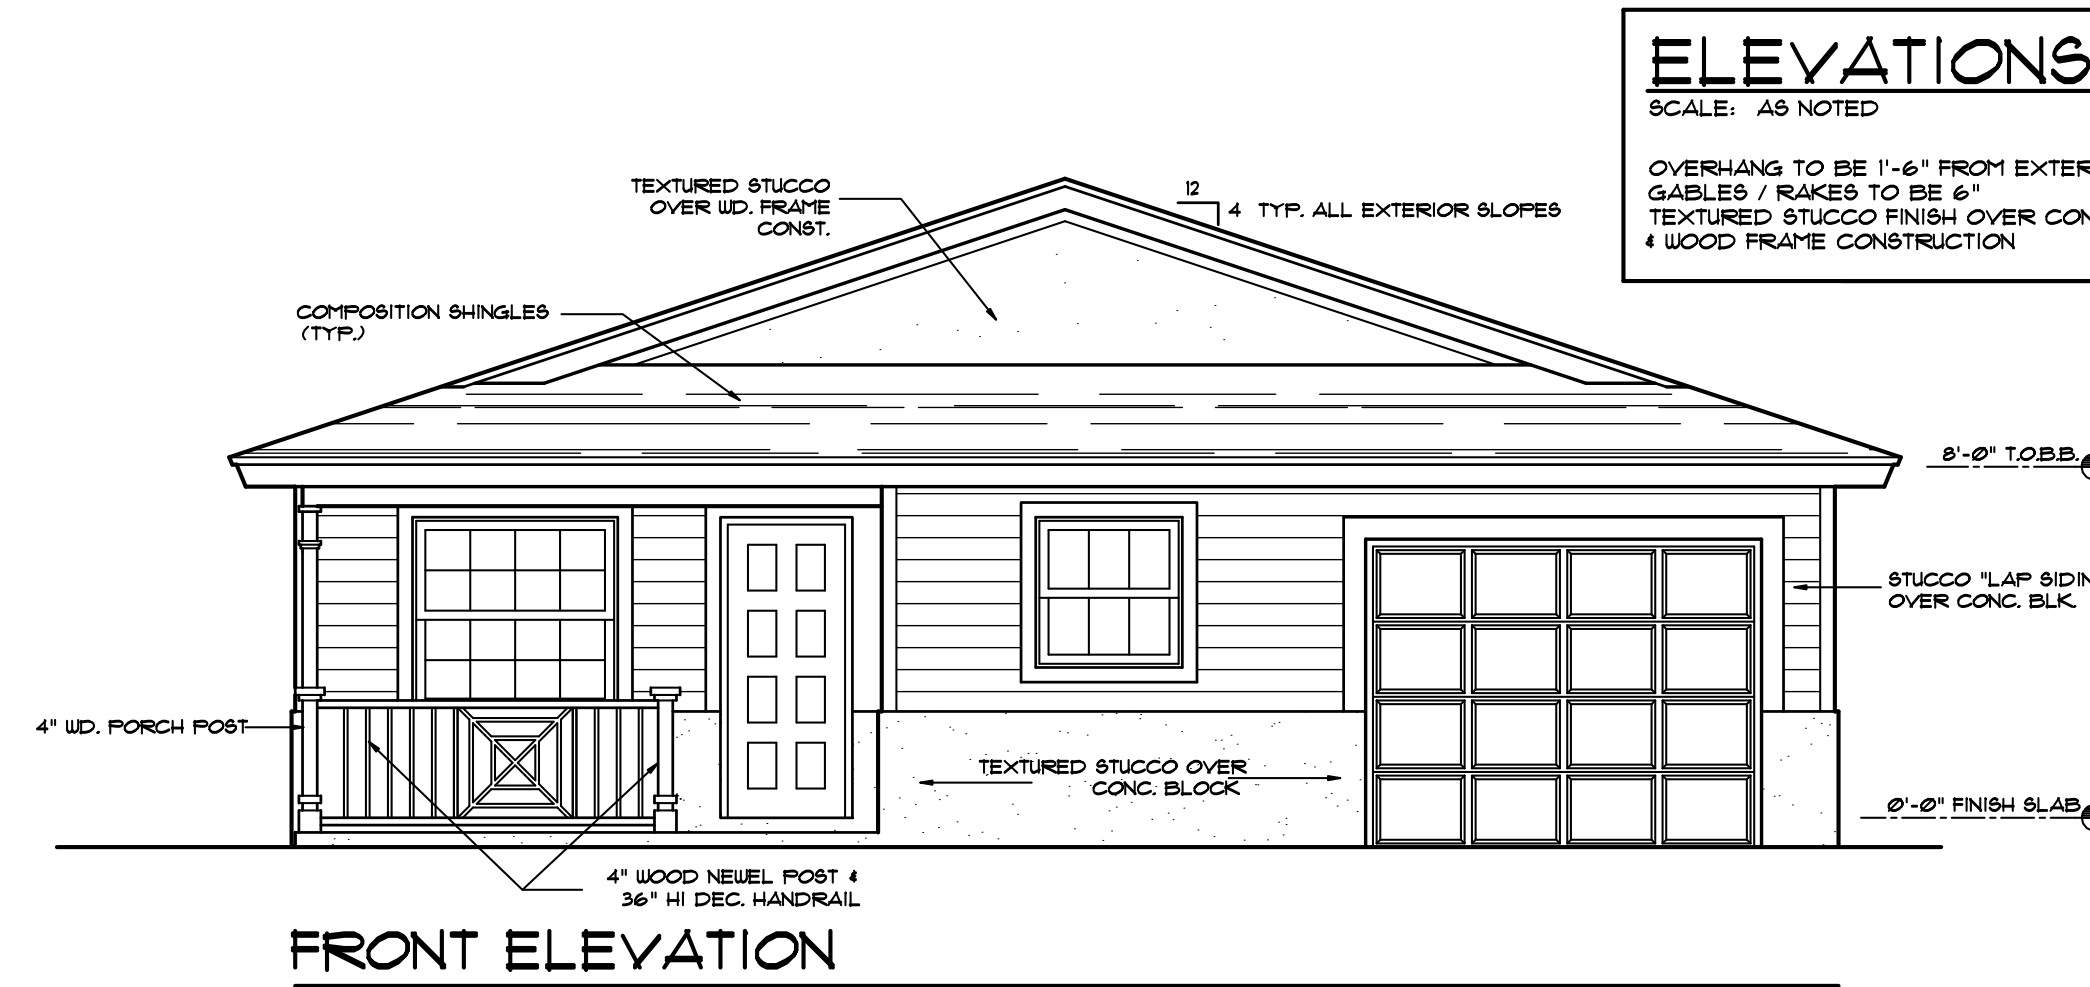 ELEVATIONS
SCALE: AS NOTED
OVERHANG TO BE 1'-6" FROM EXTER
GABLES / RAKES TO BE 6"
TEXTURED STUCCO FINISH OVER CON
& WOOD FRAME CONSTRUCTION
TEXTURED STUCCO
OVER WD. FRAME
CONST.
12
4 TYP. ALL EXTERIOR SLOPES
COMPOSITION SHINGLES
(TYP.)
8'-0" T.O.B.B.
STUCCO "LAP SIDIN
OVER CONC. BLK.
4" WD. PORCH POST
TEXTURED STUCCO OVER
CONC. BLOCK
0'-0" FINISH SLAB
4" WOOD NEWEL POST &
36" HI DEC. HANDRAIL
FRONT ELEVATION